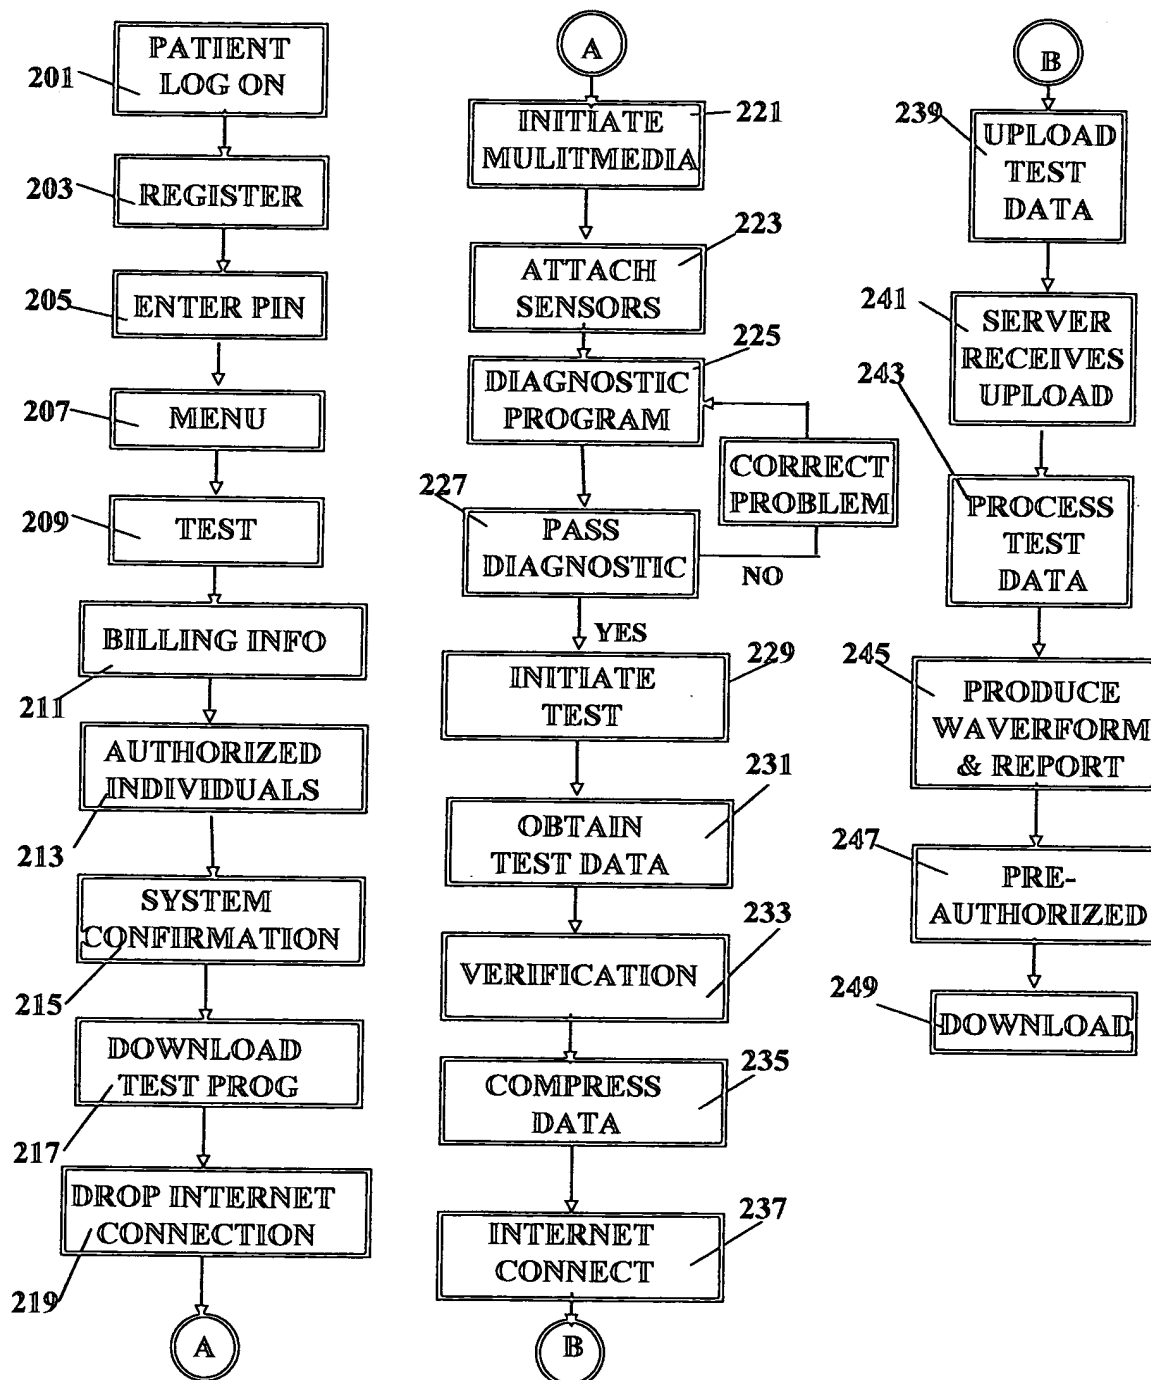 PATIENT
LOG ON
201
REGISTER
203
ENTER PIN
205
MENU
207
TEST
209
BILLING INFO
211
AUTHORIZED
INDIVIDUALS
213
SYSTEM
CONFIRMATION
215
DOWNLOAD
TEST PROG
217
DROP INTERNET
CONNECTION
219
A
A
INITIATE
MULITMEDIA
221
ATTACH
SENSORS
223
DIAGNOSTIC
PROGRAM
225
CORRECT
PROBLEM
227
PASS
DIAGNOSTIC
NO
YES
INITIATE
TEST
229
OBTAIN
TEST DATA
231
VERIFICATION
233
COMPRESS
DATA
235
INTERNET
CONNECT
237
B
B
239
UPLOAD
TEST
DATA
241
SERVER
RECEIVES
UPLOAD
243
PROCESS
TEST
DATA
245
PRODUCE
WAVERFORM
& REPORT
247
PRE-
AUTHORIZED
249
DOWNLOAD